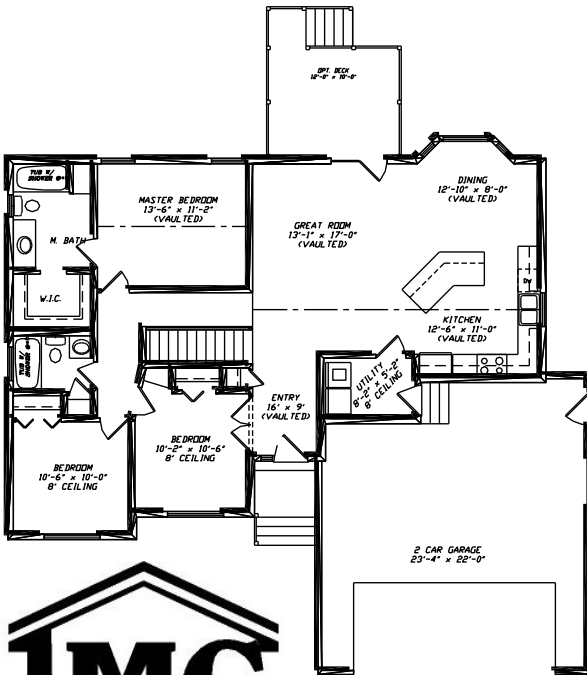 OPT. DECK
12'-0" x 10'-0"
TUB W/
SHOWER
MASTER BEDROOM
13'-6" x 11'-2"
(VAULTED)
DINING
12'-10" x 8'-0"
(VAULTED)
M. BATH
GREAT ROOM
13'-1" x 17'-0"
(VAULTED)
DW
W.I.C.
KITCHEN
12'-6" x 11'-0"
(VAULTED)
TUB W/
SHOWER
UTILITY
8'-2" x 5'-2"
8' CEILING
ENTRY
16' x 9'
(VAULTED)
BEDROOM
10'-2" x 10'-6"
8' CEILING
BEDROOM
10'-6" x 10'-0"
8' CEILING
2 CAR GARAGE
23'-4" x 22'-0"